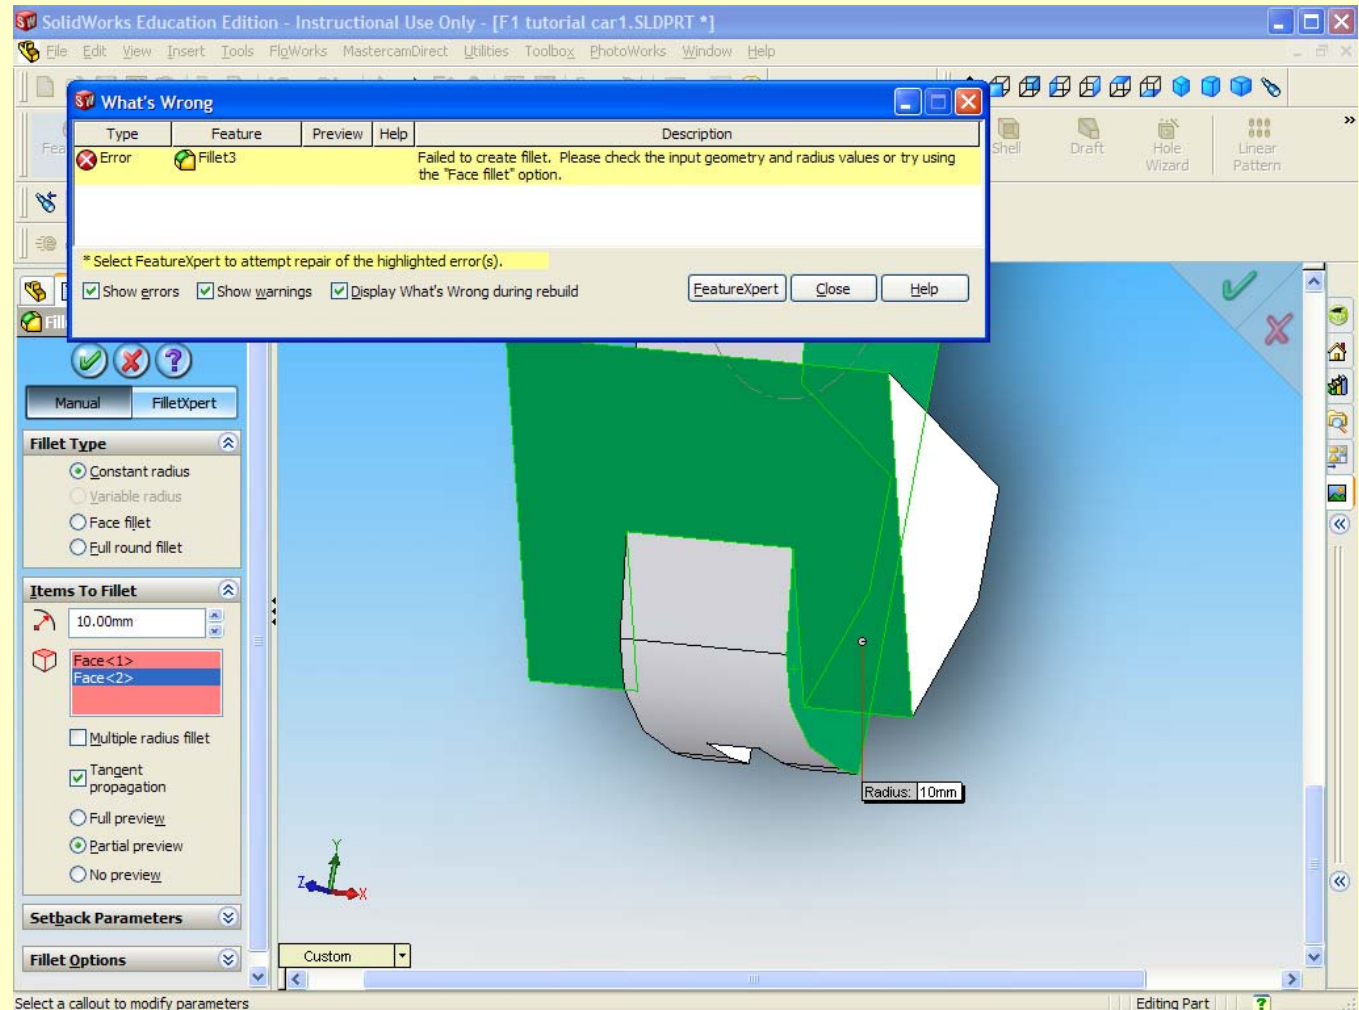 SolidWorks Education Edition - Instructional Use Only - [F1 tutorial car1.SLDPRT *]
File Edit View Insert Tools FloWorks MastercamDirect Utilities Toolbox PhotoWorks Window Help
What's Wrong
Type Feature Preview Help Description
Error Fillet3 Failed to create fillet. Please check the input geometry and radius values or try using
the "Face fillet" option.
* Select FeatureXpert to attempt repair of the highlighted error(s).
Show errors Show warnings Display What's Wrong during rebuild
FeatureXpert Close Help
Fea Shell Draft Hole
Wizard Linear
Pattern
Fill
Manual FilletXpert
Fillet Type
Constant radius
Variable radius
Face fillet
Full round fillet
Items To Fillet
10.00mm
Face<1>
Face<2>
Multiple radius fillet
Tangent
propagation
Full preview
Partial preview
No preview
Setback Parameters
Fillet Options
Radius: 10mm
Y
Z
X
Custom
Select a callout to modify parameters
Editing Part